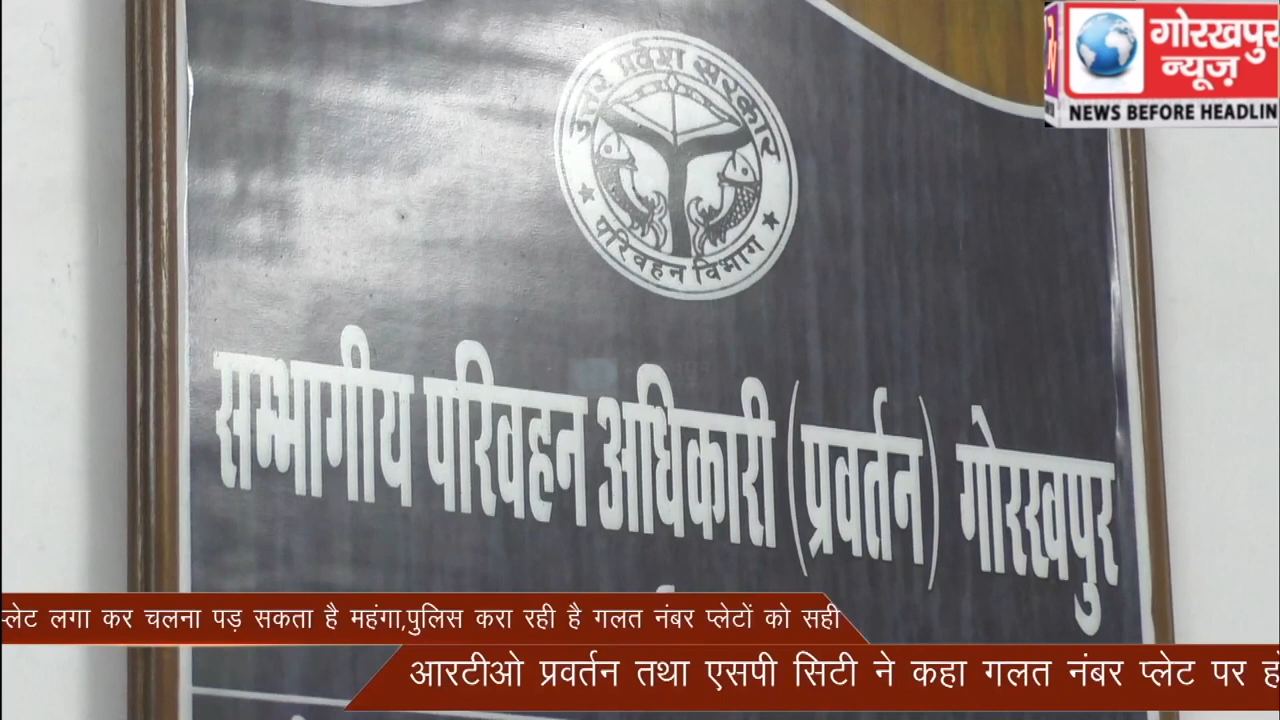 गोरखपुर
न्यूज़
NEWS BEFORE HEADLIN
उत्तर प्रदेश सरकार
परिवहन विभाग
सम्भागीय परिवहन अधिकारी (प्रवर्तन) गोरखपुर
प्लेट लगा कर चलना पड़ सकता है महंगा,पुलिस करा रही है गलत नंबर प्लेटों को सही
आरटीओ प्रवर्तन तथा एसपी सिटी ने कहा गलत नंबर प्लेट पर